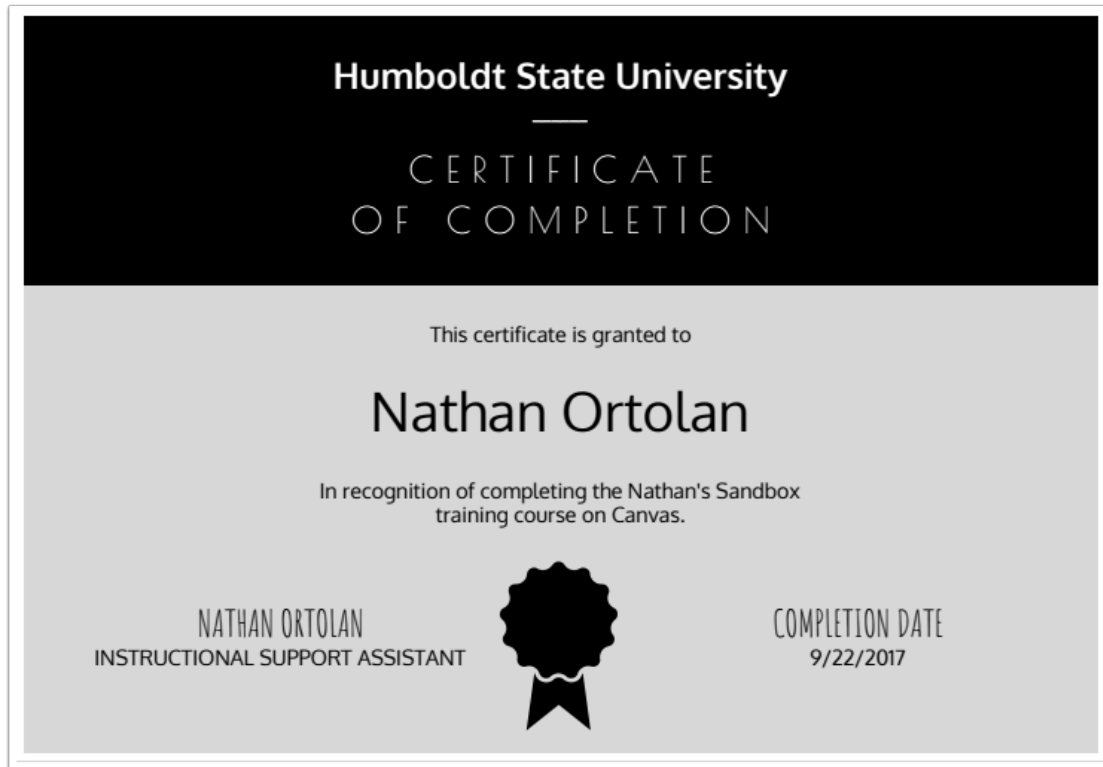 Humboldt State University
CERTIFICATE
OF COMPLETION
This certificate is granted to
Nathan Ortolan
In recognition of completing the Nathan's Sandbox
training course on Canvas.
NATHAN ORTOLAN
INSTRUCTIONAL SUPPORT ASSISTANT
COMPLETION DATE
9/22/2017